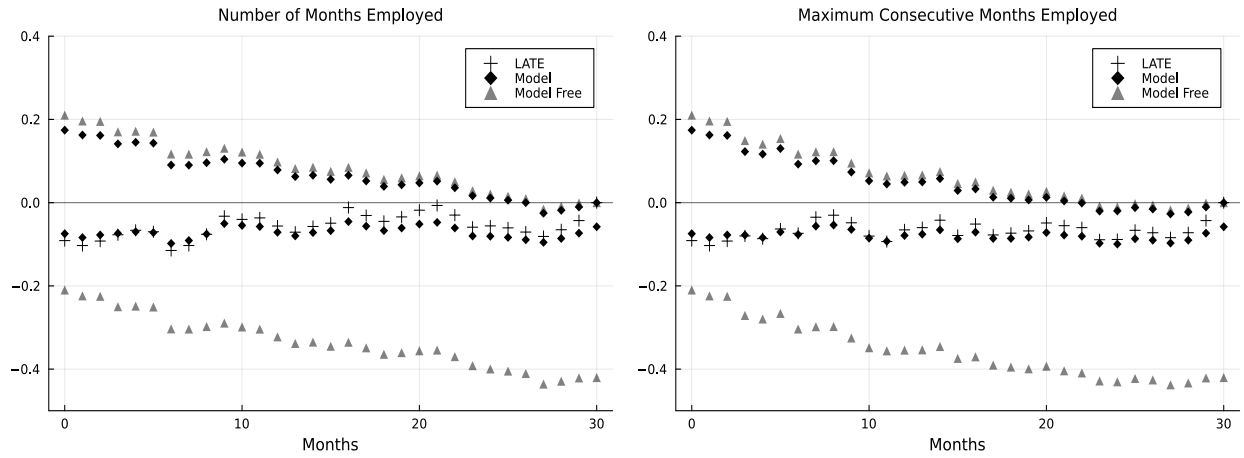 Number of Months Employed
0.4
0.2
0.0
−0.2
−0.4
LATE
Model
Model Free
0
10
20
30
Months
Maximum Consecutive Months Employed
0.4
0.2
0.0
−0.2
−0.4
LATE
Model
Model Free
0
10
20
30
Months